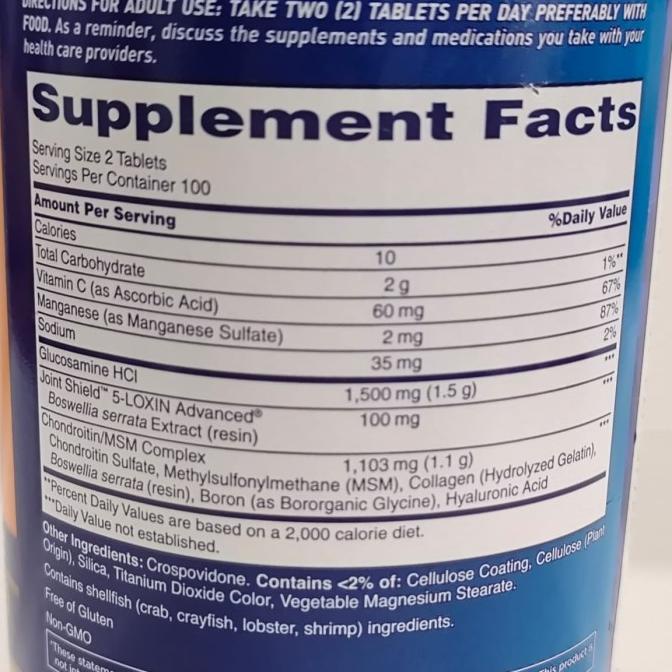 DIRECTIONS FOR ADULT USE: TAKE TWO (2) TABLETS PER DAY PREFERABLY WITH
FOOD. As a reminder, discuss the supplements and medications you take with your
health care providers.
Supplement Facts
Serving Size 2 Tablets
Servings Per Container 100
Amount Per Serving %Daily Value
Calories 10
Total Carbohydrate 2 g 1%**
Vitamin C (as Ascorbic Acid) 60 mg 67%
Manganese (as Manganese Sulfate) 2 mg 87%
Sodium 35 mg 2%
Glucosamine HCl 1,500 mg (1.5 g) ***
Joint Shield™ 5-LOXIN Advanced® 100 mg ***
Boswellia serrata Extract (resin)
Chondroitin/MSM Complex 1,103 mg (1.1 g) ***
Chondroitin Sulfate, Methylsulfonylmethane (MSM), Collagen (Hydrolyzed Gelatin),
Boswellia serrata (resin), Boron (as Bororganic Glycine), Hyaluronic Acid
**Percent Daily Values are based on a 2,000 calorie diet.
***Daily Value not established.
Other Ingredients: Crospovidone. Contains <2% of: Cellulose Coating, Cellulose (Plant
Origin), Silica, Titanium Dioxide Color, Vegetable Magnesium Stearate.
Contains shellfish (crab, crayfish, lobster, shrimp) ingredients.
Free of Gluten
Non-GMO
*These This product
not